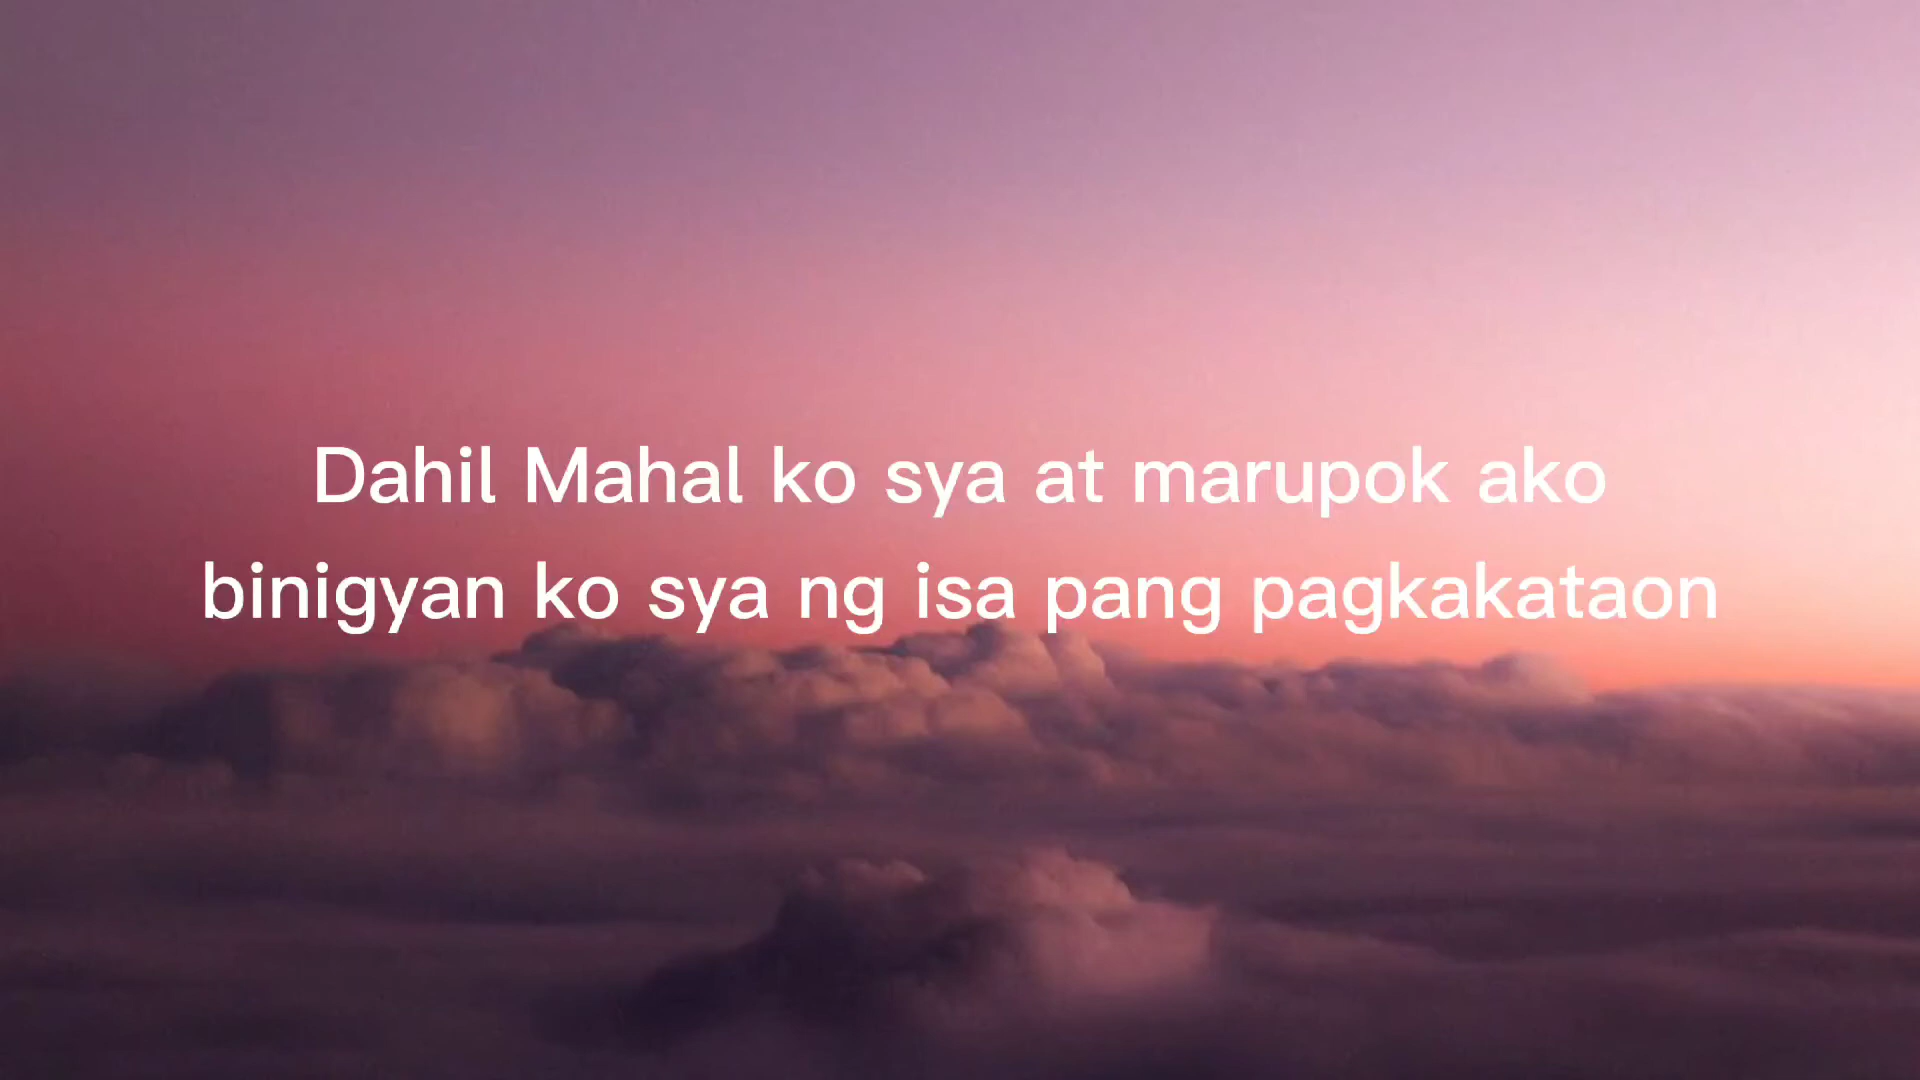 Dahil Mahal ko sya at marupok ako
binigyan ko sya ng isa pang pagkakataon